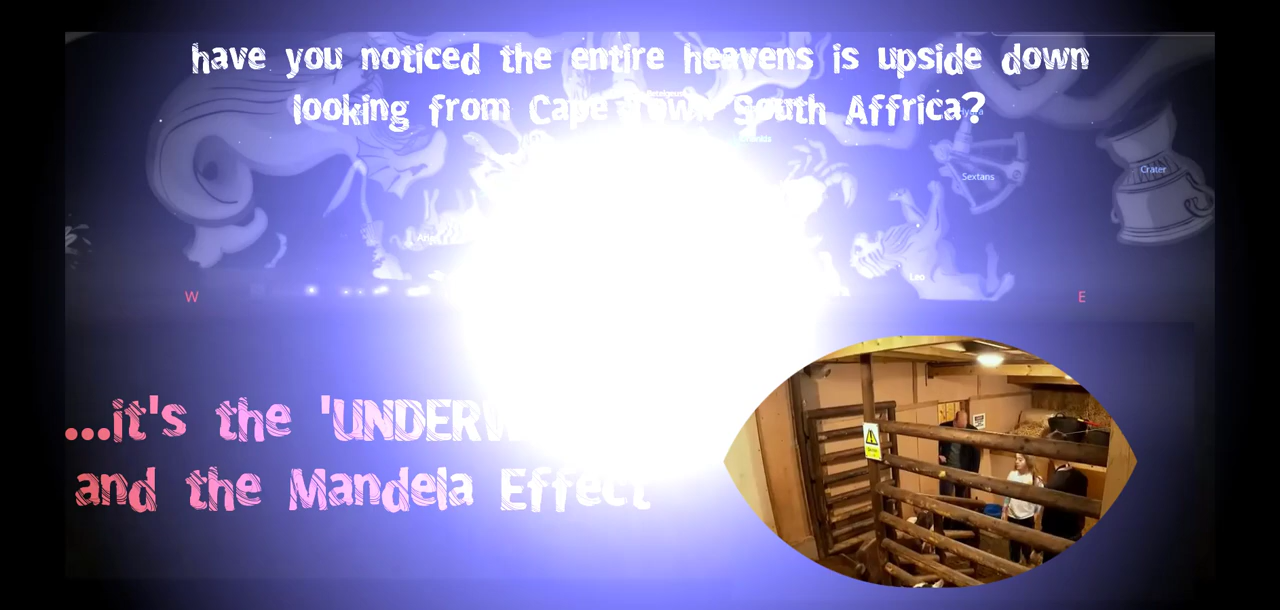 have you noticed the entire heavens is upside down
looking from Cape Town South Affrica?
Sextans
Crater
Leo
W
E
...it's the 'UNDERW
and the Mandela Effect